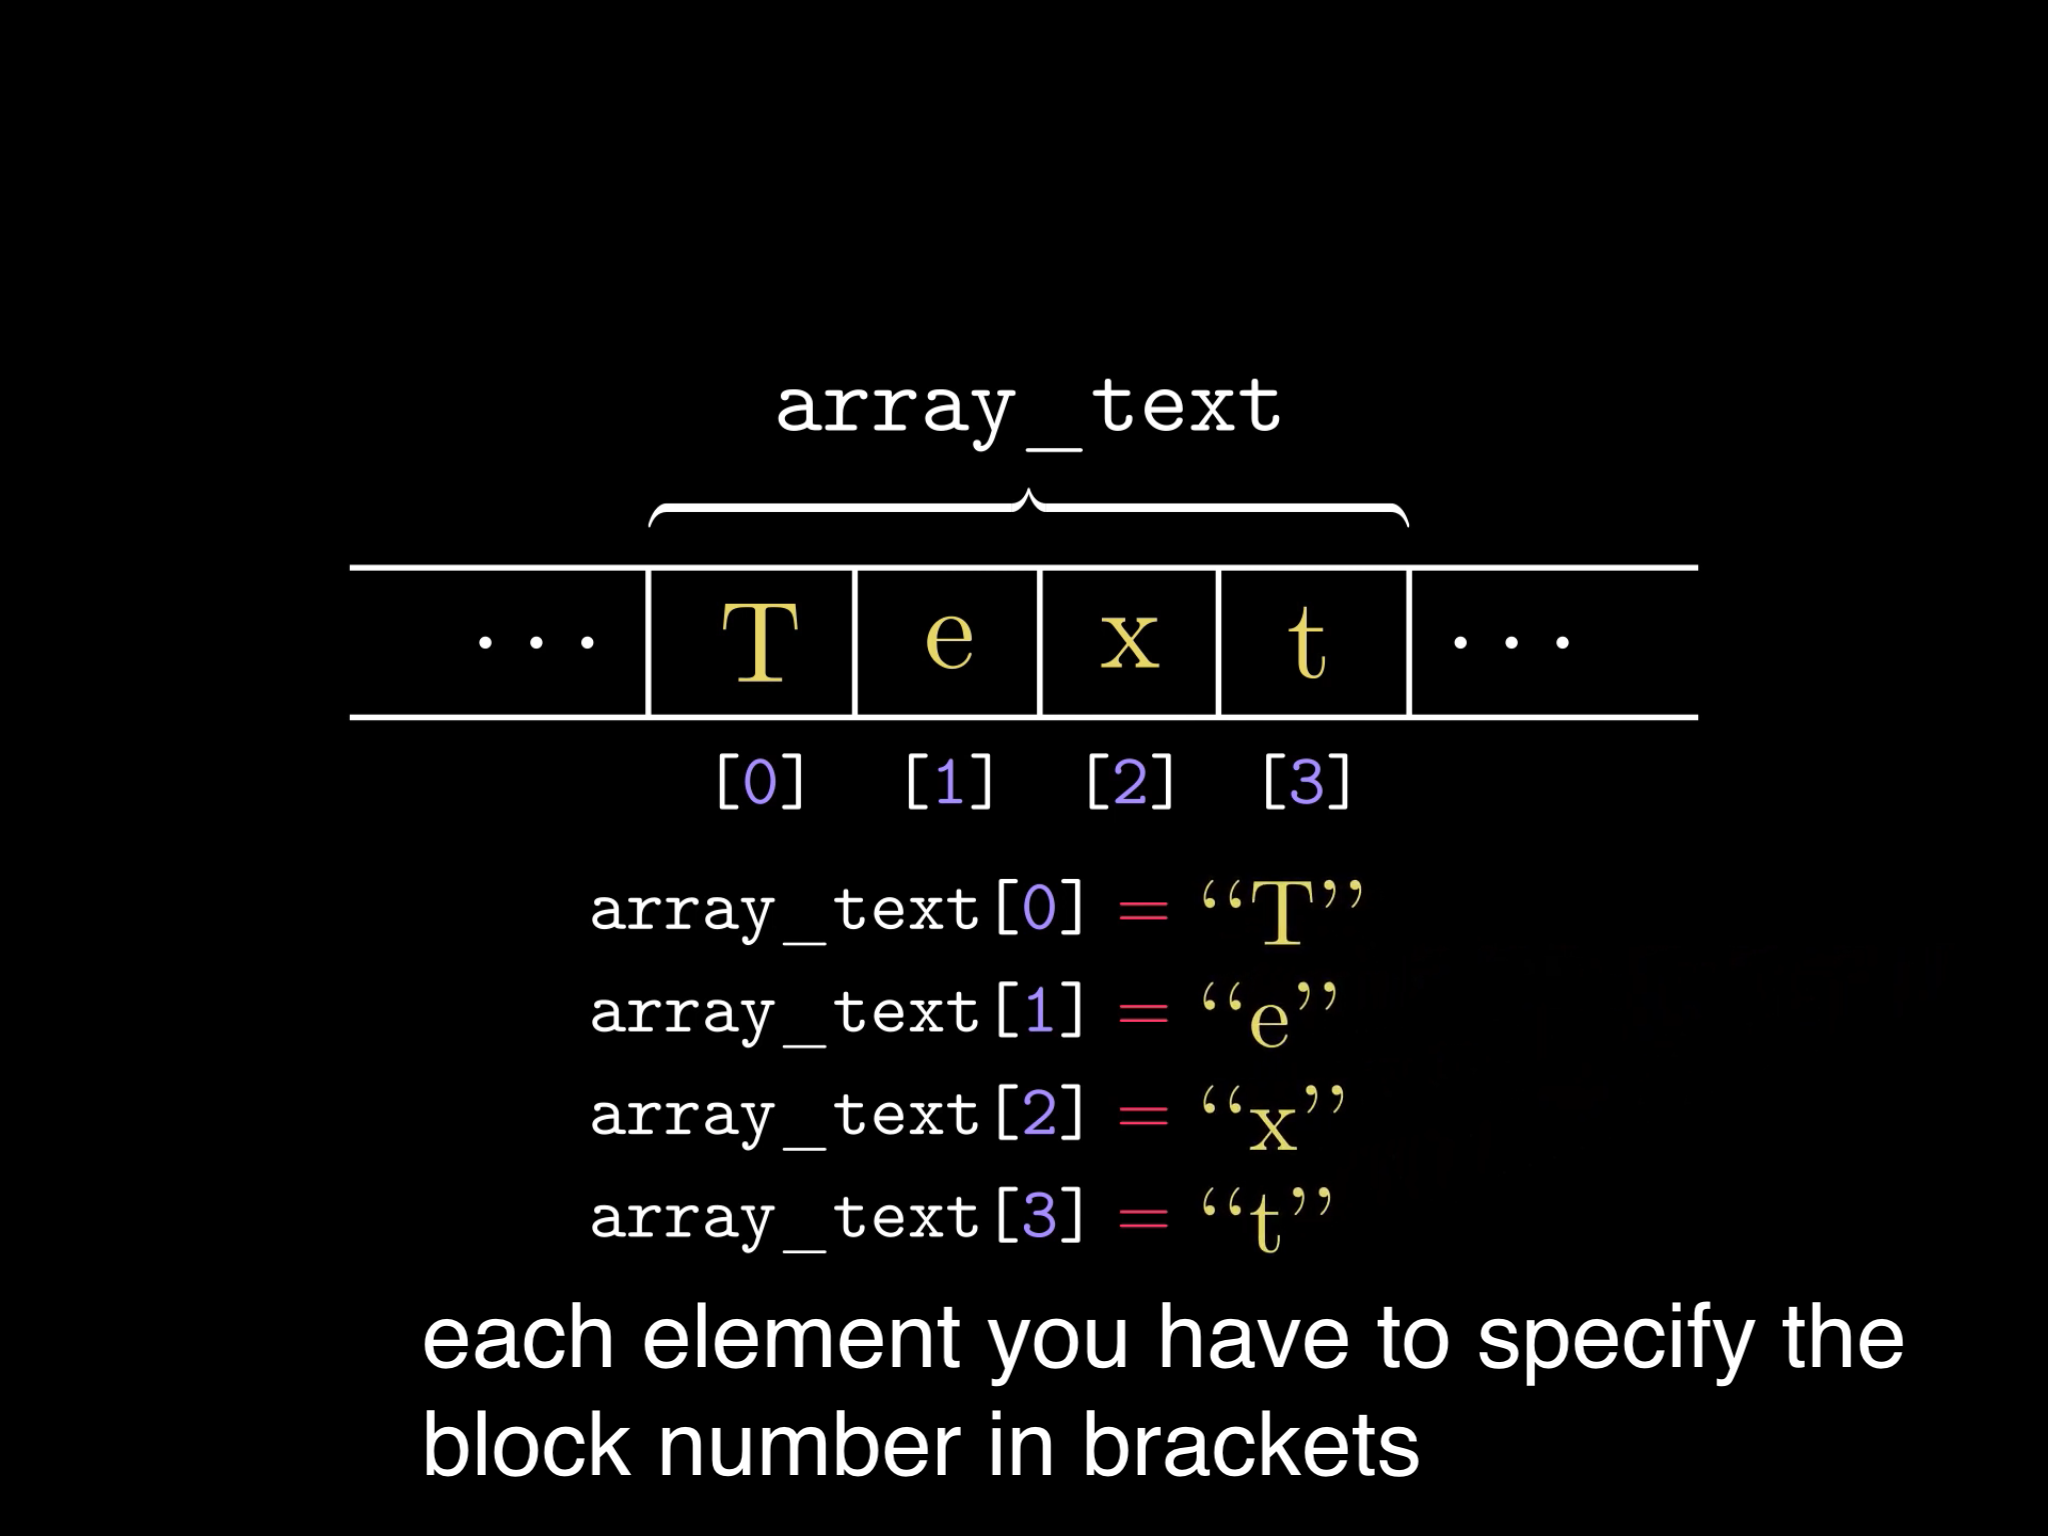 array_text
... T e x t ...
[0] [1] [2] [3]
array_text[0] = “T”
array_text[1] = “e”
array_text[2] = “x”
array_text[3] = “t”
each element you have to specify the
block number in brackets